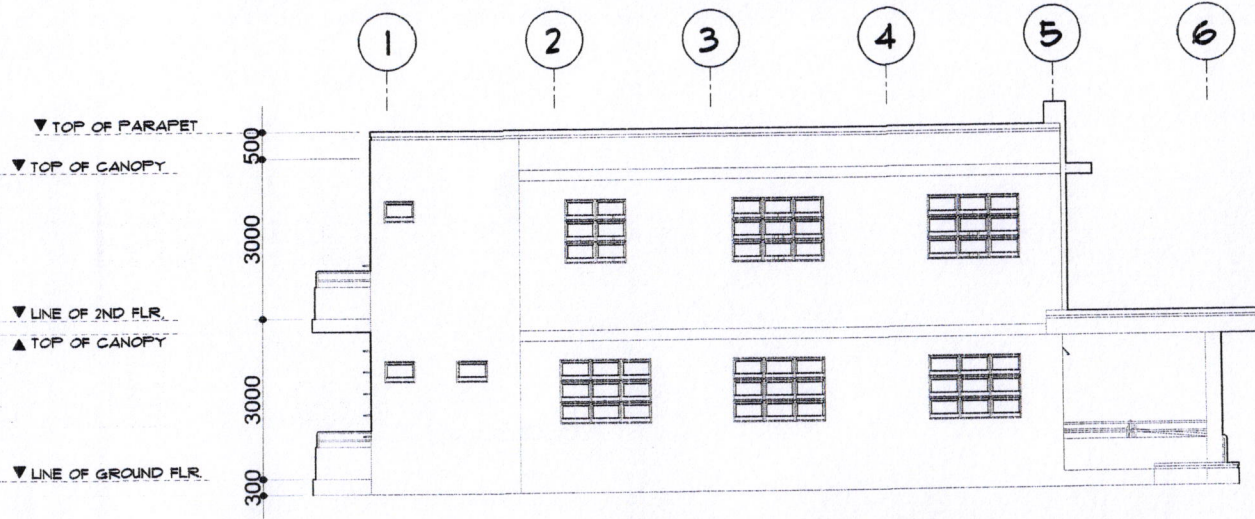 1 2 3 4 5 6
▼ TOP OF PARAPET
500
▼ TOP OF CANOPY
3000
▼ LINE OF 2ND FLR,
▲ TOP OF CANOPY
3000
▼ LINE OF GROUND FLR.
300